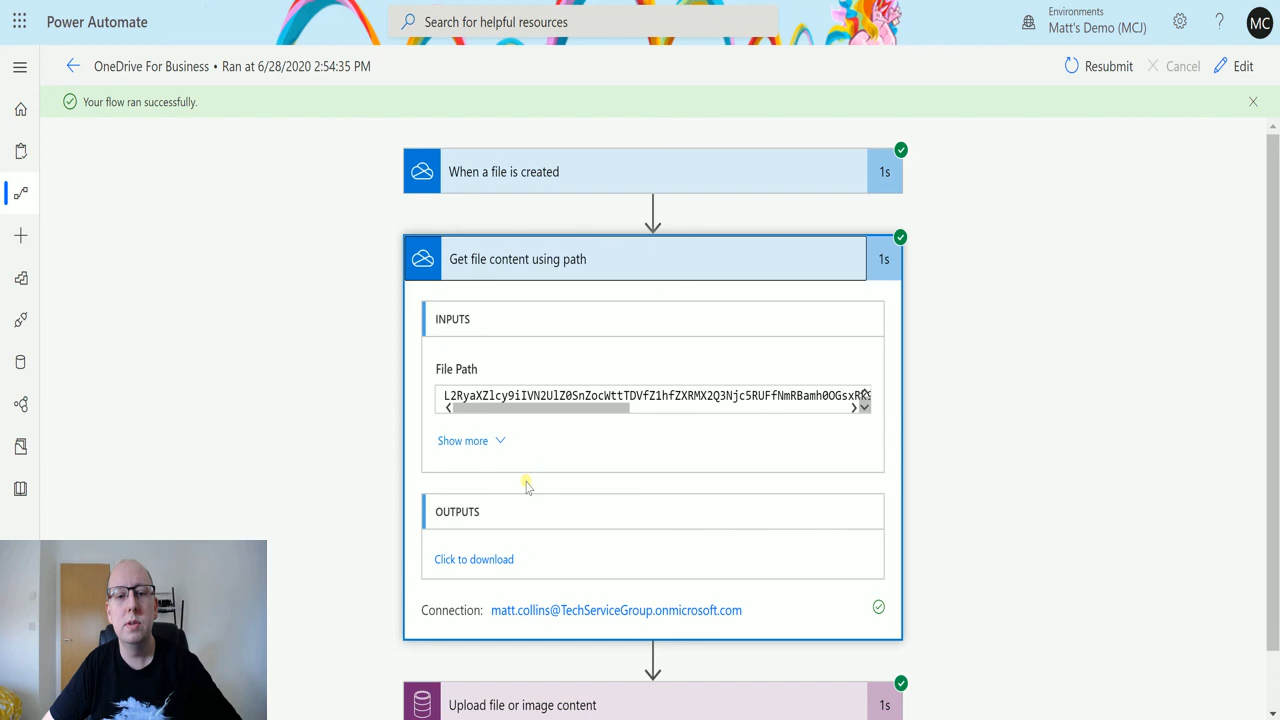 Power Automate
Search for helpful resources
Environments
Matt's Demo (MCJ)
MC
OneDrive For Business • Ran at 6/28/2020 2:54:35 PM
Resubmit
Cancel
Edit
Your flow ran successfully.
When a file is created
1s
Get file content using path
1s
INPUTS
File Path
Show more
OUTPUTS
Click to download
Connection: matt.collins@TechServiceGroup.onmicrosoft.com
Upload file or image content
1s